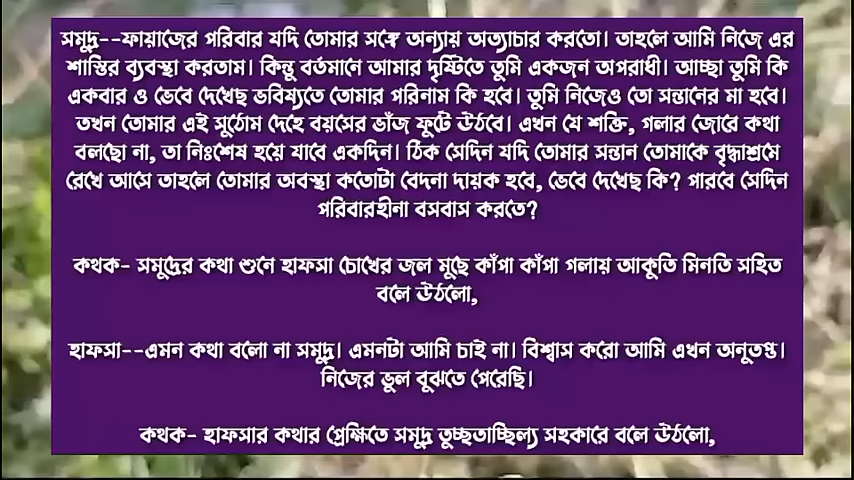 সমুদ্র--ফায়াজের পরিবার যদি তোমার সঙ্গে অন্যায় অত্যাচার করতো। তাহলে আমি নিজে এর
শাস্তির ব্যবস্থা করতাম। কিন্তু বর্তমানে আমার দৃষ্টিতে তুমি একজন অপরাধী। আচ্ছা তুমি কি
একবার ও ভেবে দেখেছ ভবিষ্যতে তোমার পরিনাম কি হবে। তুমি নিজেও তো সন্তানের মা হবে।
তখন তোমার এই সুঠোম দেহে বয়সের ভাঁজ ফুটে উঠবে। এখন যে শক্তি, গলার জোরে কথা
বলছো না, তা নিঃশেষ হয়ে যাবে একদিন। ঠিক সেদিন যদি তোমার সন্তান তোমাকে বৃদ্ধাশ্রমে
রেখে আসে তাহলে তোমার অবস্থা কতোটা বেদনা দায়ক হবে, ভেবে দেখেছ কি? পারবে সেদিন
পরিবারহীনা বসবাস করতে?
কথক- সমুদ্রের কথা শুনে হাফসা চোখের জল মুছে কাঁপা কাঁপা গলায় আকুতি মিনতি সহিত
বলে উঠলো,
হাফসা--এমন কথা বলো না সমুদ্র। এমনটা আমি চাই না। বিশ্বাস করো আমি এখন অনুতপ্ত।
নিজের ভুল বুঝতে পেরেছি।
কথক- হাফসার কথার প্রেক্ষিতে সমুদ্র তুচ্ছতাচ্ছিল্য সহকারে বলে উঠলো,